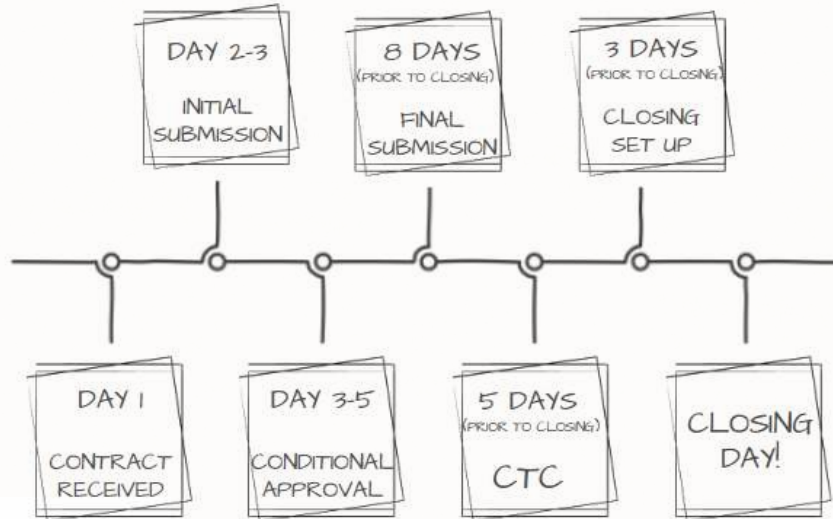 DAY 2-3
INITIAL
SUBMISSION
8 DAYS
(PRIOR TO CLOSING)
FINAL
SUBMISSION
3 DAYS
(PRIOR TO CLOSING)
CLOSING
SET UP
DAY 1
CONTRACT
RECEIVED
DAY 3-5
CONDITIONAL
APPROVAL
5 DAYS
(PRIOR TO CLOSING)
CTC
CLOSING
DAY!